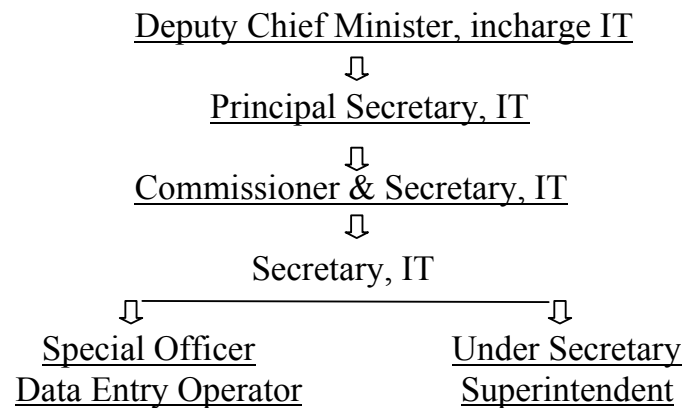 Deputy Chief Minister, incharge IT
Principal Secretary, IT
Commissioner & Secretary, IT
Secretary, IT
Special Officer
Data Entry Operator
Under Secretary
Superintendent